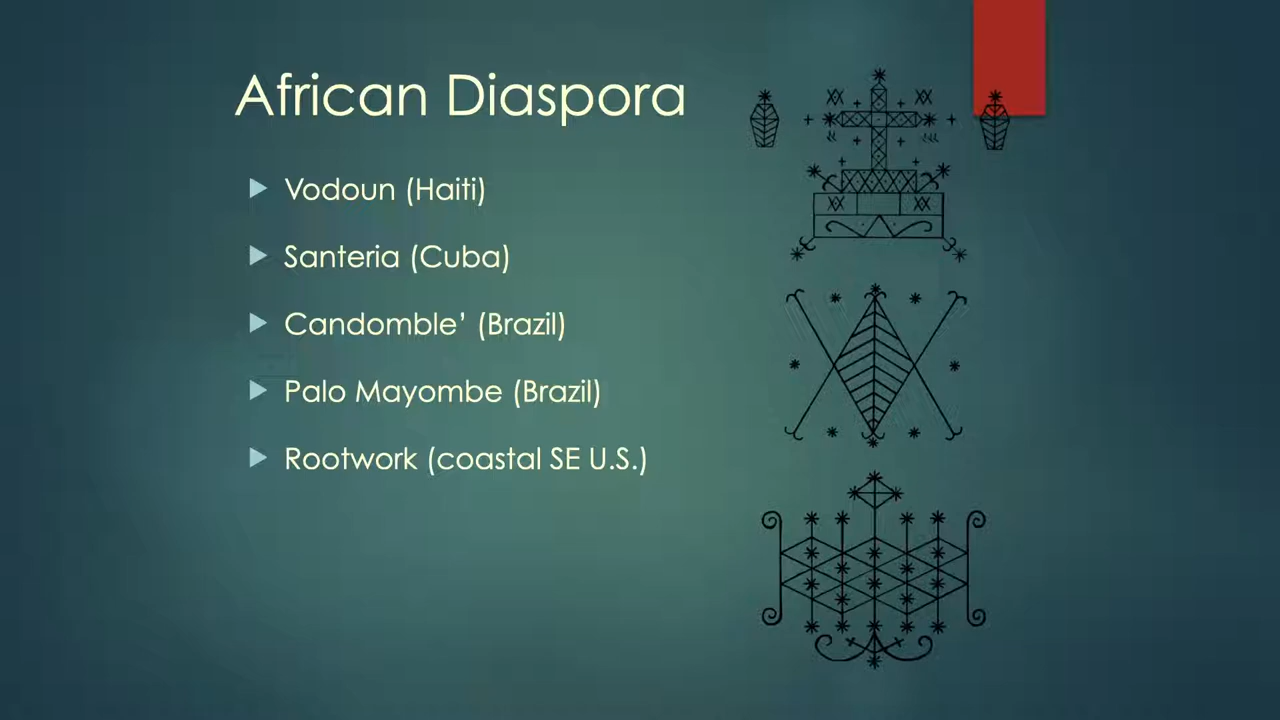 African Diaspora
Vodoun (Haiti)
Santeria (Cuba)
Candomble’ (Brazil)
Palo Mayombe (Brazil)
Rootwork (coastal SE U.S.)